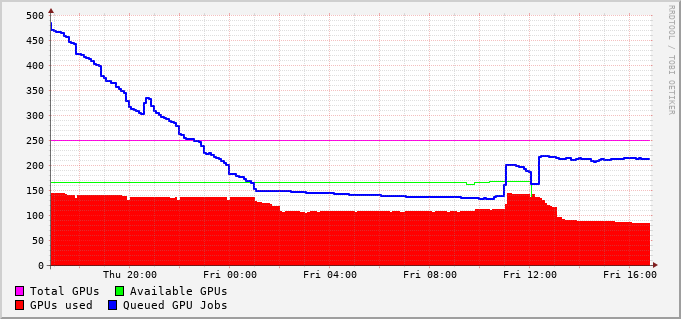 500
450
400
350
300
250
200
150
100
50
0
Thu 20:00 Fri 00:00 Fri 04:00 Fri 08:00 Fri 12:00 Fri 16:00
Total GPUs Available GPUs
GPUs used Queued GPU Jobs
RRDTOOL / TOBI OETIKER